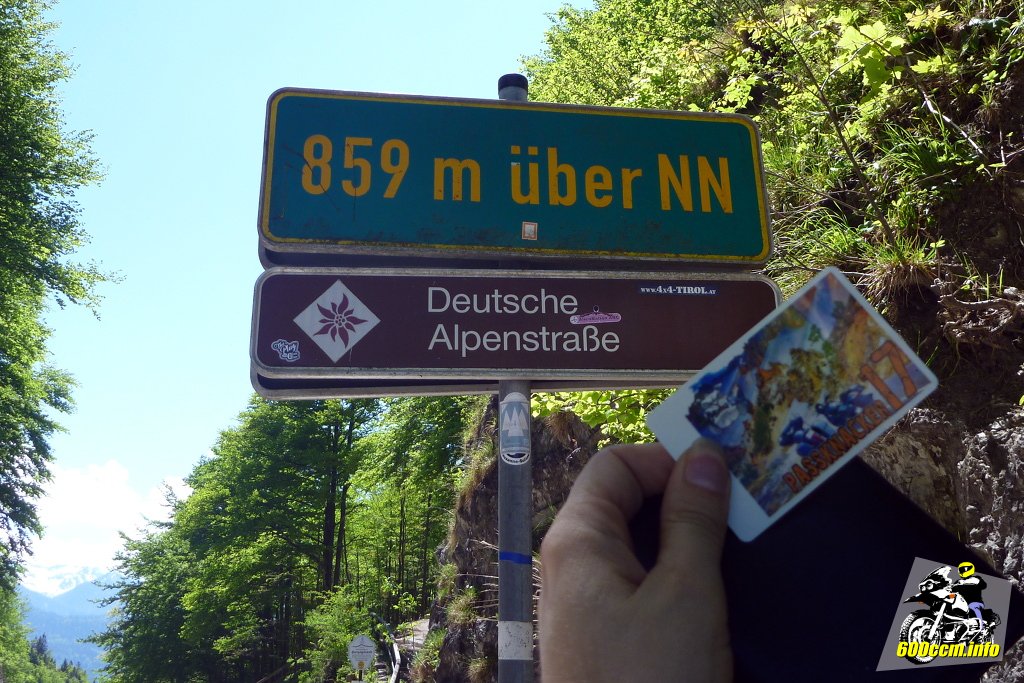 859 m über NN
Deutsche
Alpenstraße
www.4x4-TIROL.AT
PASSKNACKER 17
600ccm.info